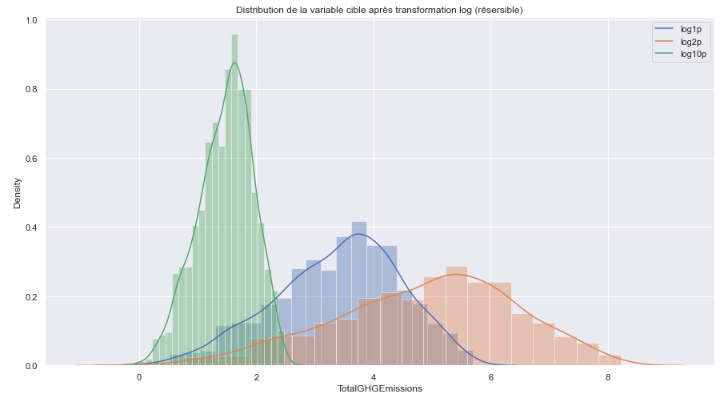 Distribution de la variable cible après transformation log (résersible)
log1p
log2p
log10p
1.0
0.8
0.6
0.4
0.2
0.0
Density
0
2
4
6
8
TotalGHGEmissions